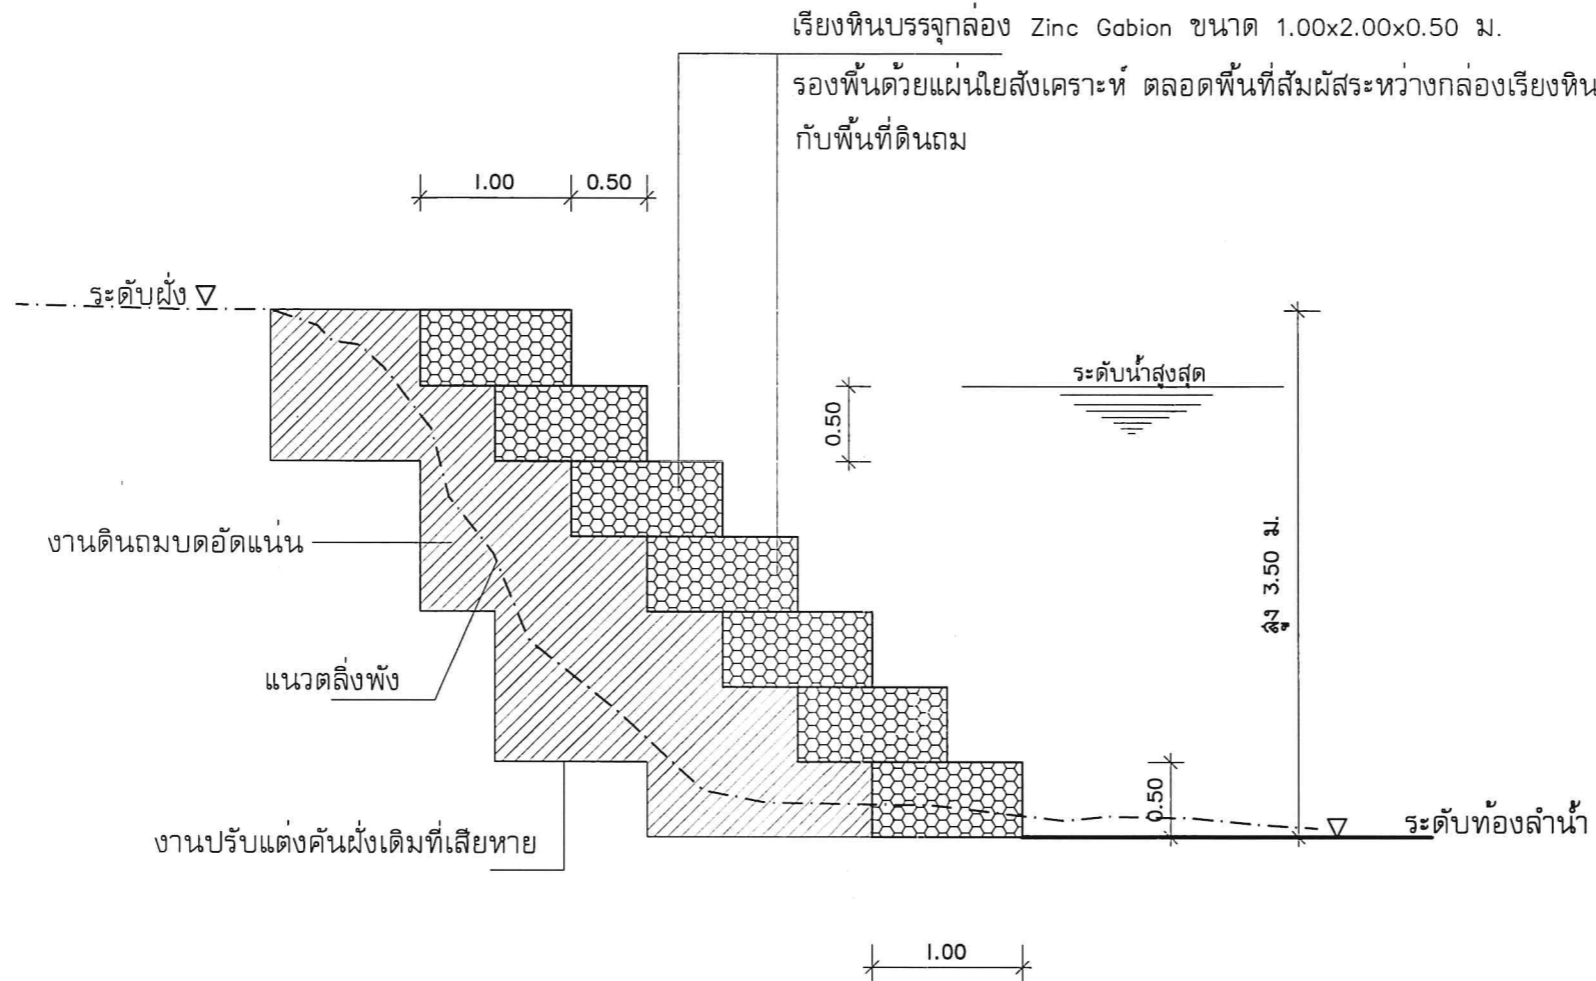 เรียงหินบรรจุกล่อง Zinc Gabion ขนาด 1.00x2.00x0.50 ม.
รองพื้นด้วยแผ่นใยสังเคราะห์ ตลอดพื้นที่สัมผัสระหว่างกล่องเรียงหิน
กับพื้นที่ดินถม
1.00
0.50
ระดับฝั่ง
ระดับน้ำสูงสุด
0.50
สูง 3.50 ม.
งานดินถมบดอัดแน่น
แนวตลิ่งพัง
0.50
ระดับท้องลำน้ำ
งานปรับแต่งคันฝั่งเดิมที่เสียหาย
1.00